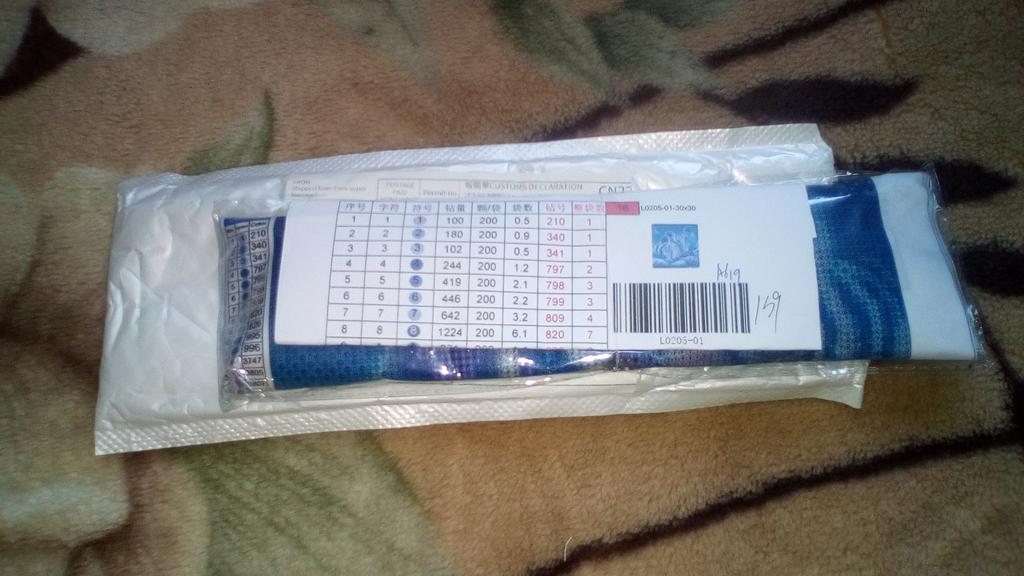 Shipped from
POSTAGE PAID
Permit no
报关单CUSTOMS DECLARATION
CN22
序号 字符 符号 钻量 颗/袋 袋数 钻号 整袋数
1 1 1 100 200 0.5 210 1
2 2 2 180 200 0.9 340 1
3 3 3 102 200 0.5 341 1
4 4 4 244 200 1.2 797 2
5 5 5 419 200 2.1 798 3
6 6 6 446 200 2.2 799 3
7 7 7 642 200 3.2 809 4
8 8 8 1224 200 6.1 820 7
L0205-01-30x30
L0205-01
159
210
340
341
797
996
3747